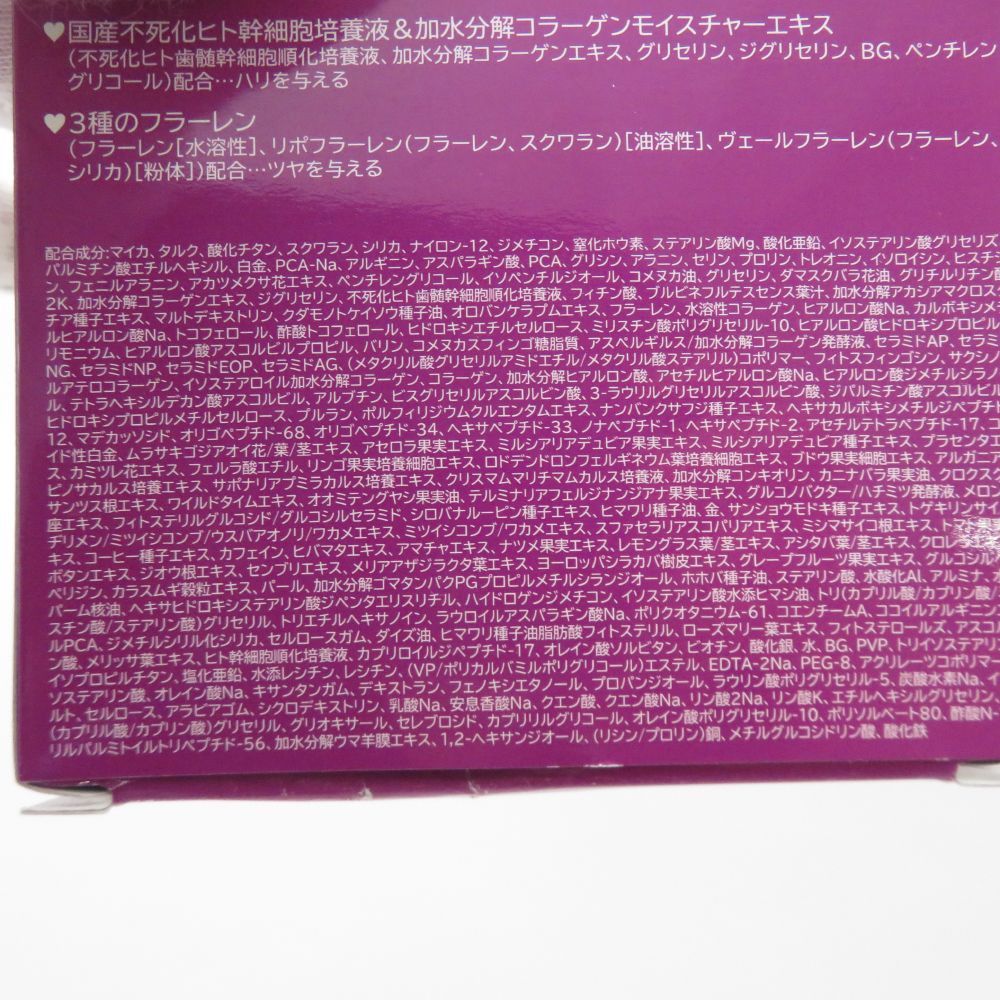 ♥国産不死化ヒト幹細胞培養液＆加水分解コラーゲンモイスチャーエキス
(不死化ヒト歯髄幹細胞順化培養液、加水分解コラーゲンエキス、グリセリン、ジグリセリン、BG、ペンチレン
グリコール)配合…ハリを与える
♥3種のフラーレン
(フラーレン[水溶性]、リポフラーレン(フラーレン、スクワラン)[油溶性]、ヴェールフラーレン(フラーレン、
シリカ)[粉体])配合…ツヤを与える
配合成分:マイカ、タルク、酸化チタン、スクワラン、シリカ、ナイロン-12、ジメチコン、窒化ホウ素、ステアリン酸Mg、酸化亜鉛、イソステアリン酸グリセリズ
パルミチン酸エチルヘキシル、白金、PCA-Na、アルギニン、アスパラギン酸、PCA、グリシン、アラニン、セリン、プロリン、トレオニン、イソロイシン、ヒスチジ
ン、フェニルアラニン、アカツメクサ花エキス、ペンチレングリコール、イソペンチルジオール、コメヌカ油、グリセリン、ダマスクバラ花油、グリチルリチン酸
2K、加水分解コラーゲンエキス、ジグリセリン、不死化ヒト歯髄幹細胞順化培養液、フィチン酸、ブルビネフルテスセンス葉汁、加水分解アカシアマクロス
チア種子エキス、マルトデキストリン、クダモノトケイソウ種子油、オロバンケラプムエキス、フラーレン、水溶性コラーゲン、ヒアルロン酸Na、カルボキシメ
ルヒアルロン酸Na、トコフェロール、酢酸トコフェロール、ヒドロキシエチルセルロース、ミリスチン酸ポリグリセリル-10、ヒアルロン酸ヒドロキシプロピル
リモニウム、ヒアルロン酸アスコルビルプロピル、バリン、コメヌカスフィンゴ糖脂質、アスペルギルス/加水分解コラーゲン発酵液、セラミドAP、セラミ
NG、セラミドNP、セラミドEOP、セラミドAG、(メタクリル酸グリセリルアミドエチル/メタクリル酸ステアリル)コポリマー、フィトスフィンゴシン、サクシノ
ルアテロコラーゲン、イソステアロイル加水分解コラーゲン、コラーゲン、加水分解ヒアルロン酸、アセチルヒアルロン酸Na、ヒアルロン酸ジメチルシラノ
ル、テトラヘキシルデカン酸アスコルビル、アルブチン、ビスグリセリルアスコルビン酸、3-ラウリルグリセリルアスコルビン酸、ジパルミチン酸アスコルビル
ヒドロキシプロピルメチルセルロース、プルラン、ポルフィリジウムクルエンタムエキス、ナンバンクサフジ種子エキス、ヘキサカルボキシメチルジペプチド
12、マデカッソシド、オリゴペプチド-68、オリゴペプチド-34、ヘキサペプチド-33、ノナペプチド-1、ヘキサペプチド-2、アセチルテトラペプチド-17、コ
イド性白金、ムラサキゴジアオイ花/葉/茎エキス、アセロラ果実エキス、ミルシアリアデュビア果実エキス、ミルシアリアデュビア種子エキス、プラセンタエ
ス、カミツレ花エキス、フェルラ酸エチル、リンゴ果実培養細胞エキス、ロドデンドロンフェルギネウム葉培養細胞エキス、ブドウ果実細胞エキス、アルガニア
ピノサカルス培養エキス、サポナリアプミラカルス培養エキス、クリスマムマリチマムカルス培養液、加水分解コンキオリン、カニナバラ果実油、クロクスク
サンツス根エキス、ワイルドタイムエキス、オオミテングヤシ果実油、テルミナリアフェルジナンジアナ果実エキス、グルコノバクター/ハチミツ発酵液、メロン
座エキス、フィトステリルグルコシド/グルコシルセラミド、シロバナルーピン種子エキス、ヒマワリ種子油、金、サンショウモドキ種子エキス、トゲキリンサイ
ヂリメン/ミツイシコンブ/ウスバアオノリ/ワカメエキス、ミツイシコンブ/ワカメエキス、スファセラリアスコパリアエキス、ミシマサイコ根エキス、トマト果実
キス、コーヒー種子エキス、カフェイン、ヒバマタエキス、アマチャエキス、ナツメ果実エキス、レモングラス葉/茎エキス、アシタバ葉/茎エキス、クロレラエ
ボタンエキス、ジオウ根エキス、センブリエキス、メリアアザジラクタ葉エキス、ヨーロッパシラカバ樹皮エキス、グレープフルーツ果実エキス、グルコシル
ペリジン、カラスムギ穀粒エキス、パール、加水分解ゴマタンパクPGプロピルメチルシランジオール、ホホバ種子油、ステアリン酸、水酸化Al、アルミナ、
パーム核油、ヘキサヒドロキシステアリン酸ジペンタエリスリチル、ハイドロゲンジメチコン、イソステアリン酸水添ヒマシ油、トリ(カプリル酸/カプリン酸/
スチン酸/ステアリン酸)グリセリル、トリエチルヘキサノイン、ラウロイルアスパラギン酸Na、ポリクオタニウム-61、コエンチームA、ココイルアルギニン
ルPCA、ジメチルシリル化シリカ、セルロースガム、ダイズ油、ヒマワリ種子油脂肪酸フィトステリル、ローズマリー葉エキス、フィトステロールズ、アスコ
ン酸、メリッサ葉エキス、ヒト幹細胞順化培養液、カプリロイルジペプチド-17、オレイン酸ソルビタン、ビオチン、酸化銀、水、BG、PVP、トリイソステアリ
イソプロピルチタン、塩化亜鉛、水添レシチン、レシチン、(VP/ポリカルバミルポリグリコール)エステル、EDTA-2Na、PEG-8、アクリレーツコポリマー
ソステアリン酸、オレイン酸Na、キサンタンガム、デキストラン、フェノキシエタノール、プロパンジオール、ラウリン酸ポリグリセリル-5、炭酸水素Na、イ
ルト、セルロース、アラビアゴム、シクロデキストリン、乳酸Na、安息香酸Na、クエン酸、クエン酸Na、リン酸2Na、リン酸K、エチルヘキシルグリセリン
(カプリル酸/カプリン酸)グリセリル、グリオキサール、セレブロシド、カプリリルグリコール、オレイン酸ポリグリセリル-10、ポリソルベート80、酢酸N-
リルパルミトイルトリペプチド-56、加水分解ウマ羊膜エキス、1,2-ヘキサンジオール、(リシン/プロリン)銅、メチルグルコシドリン酸、酸化鉄